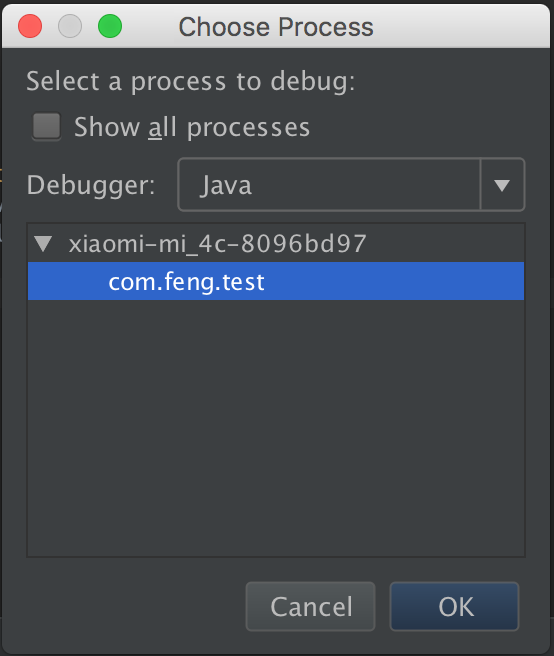 Choose Process
Select a process to debug:
Show all processes
Debugger: Java
xiaomi-mi_4c-8096bd97
com.feng.test
Cancel OK